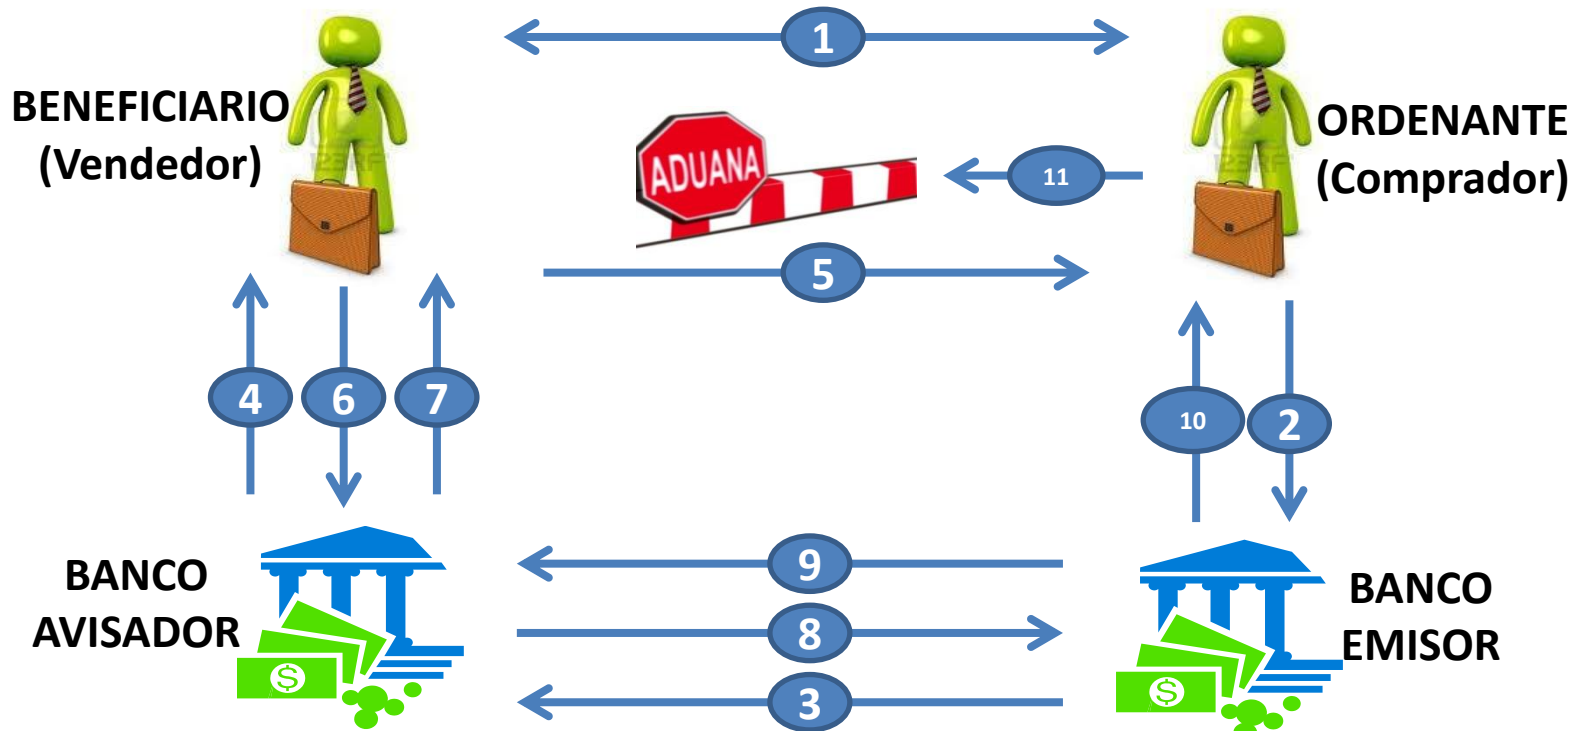 1
BENEFICIARIO
(Vendedor)
ADUANA
11
ORDENANTE
(Comprador)
5
4
6
7
10
2
BANCO
AVISADOR
9
8
3
BANCO
EMISOR
$
$